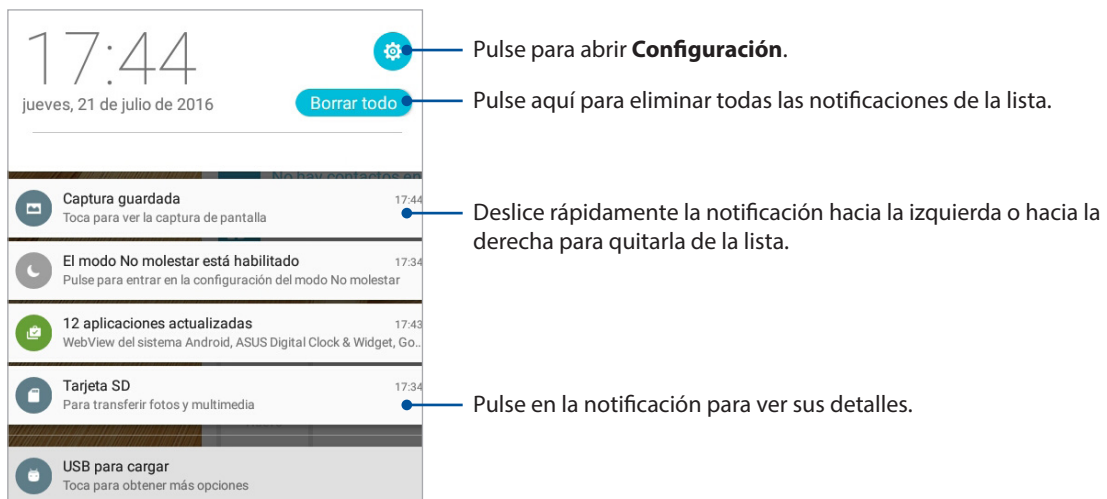 17:44
jueves, 21 de julio de 2016
Borrar todo
Pulse para abrir Configuración.
Pulse aquí para eliminar todas las notificaciones de la lista.
No hay contactos en
Captura guardada 17:44
Toca para ver la captura de pantalla
Deslice rápidamente la notificación hacia la izquierda o hacia la
derecha para quitarla de la lista.
El modo No molestar está habilitado 17:34
Pulse para entrar en la configuración del modo No molestar
12 aplicaciones actualizadas 17:43
WebView del sistema Android, ASUS Digital Clock & Widget, Go..
Tarjeta SD 17:34
Para transferir fotos y multimedia
Pulse en la notificación para ver sus detalles.
USB para cargar
Toca para obtener más opciones